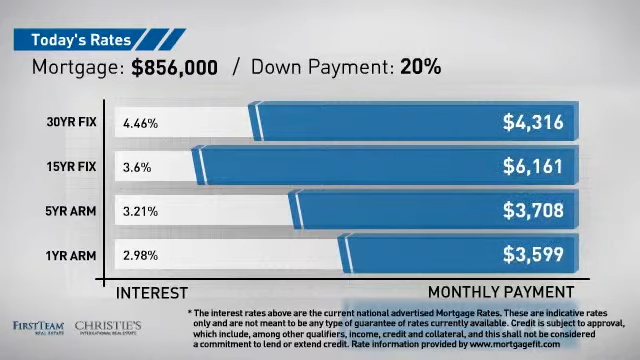 Today's Rates
Mortgage: $856,000 / Down Payment: 20%
30YR FIX 4.46% $4,316
15YR FIX 3.6% $6,161
5YR ARM 3.21% $3,708
1YR ARM 2.98% $3,599
INTEREST MONTHLY PAYMENT
FIRSTTEAM REAL ESTATE CHRISTIE'S INTERNATIONAL REAL ESTATE
* The interest rates above are the current national advertised Mortgage Rates. These are indicative rates
only and are not meant to be any type of guarantee of rates currently available. Credit is subject to approval,
which include, among other qualifiers, income, credit and collateral, and this shall not be considered
a commitment to lend or extend credit. Rate information provided by www.mortgagefit.com